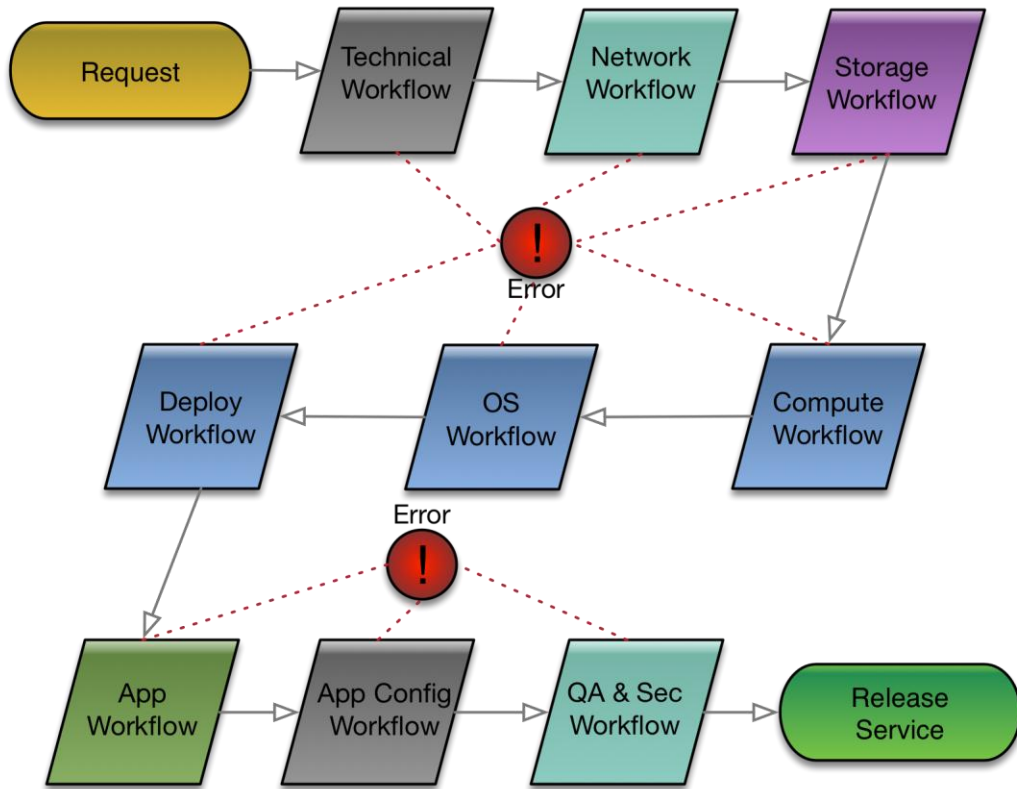 Request
Technical
Workflow
Network
Workflow
Storage
Workflow
!
Error
Deploy
Workflow
OS
Workflow
Compute
Workflow
Error
!
App
Workflow
App Config
Workflow
QA & Sec
Workflow
Release
Service